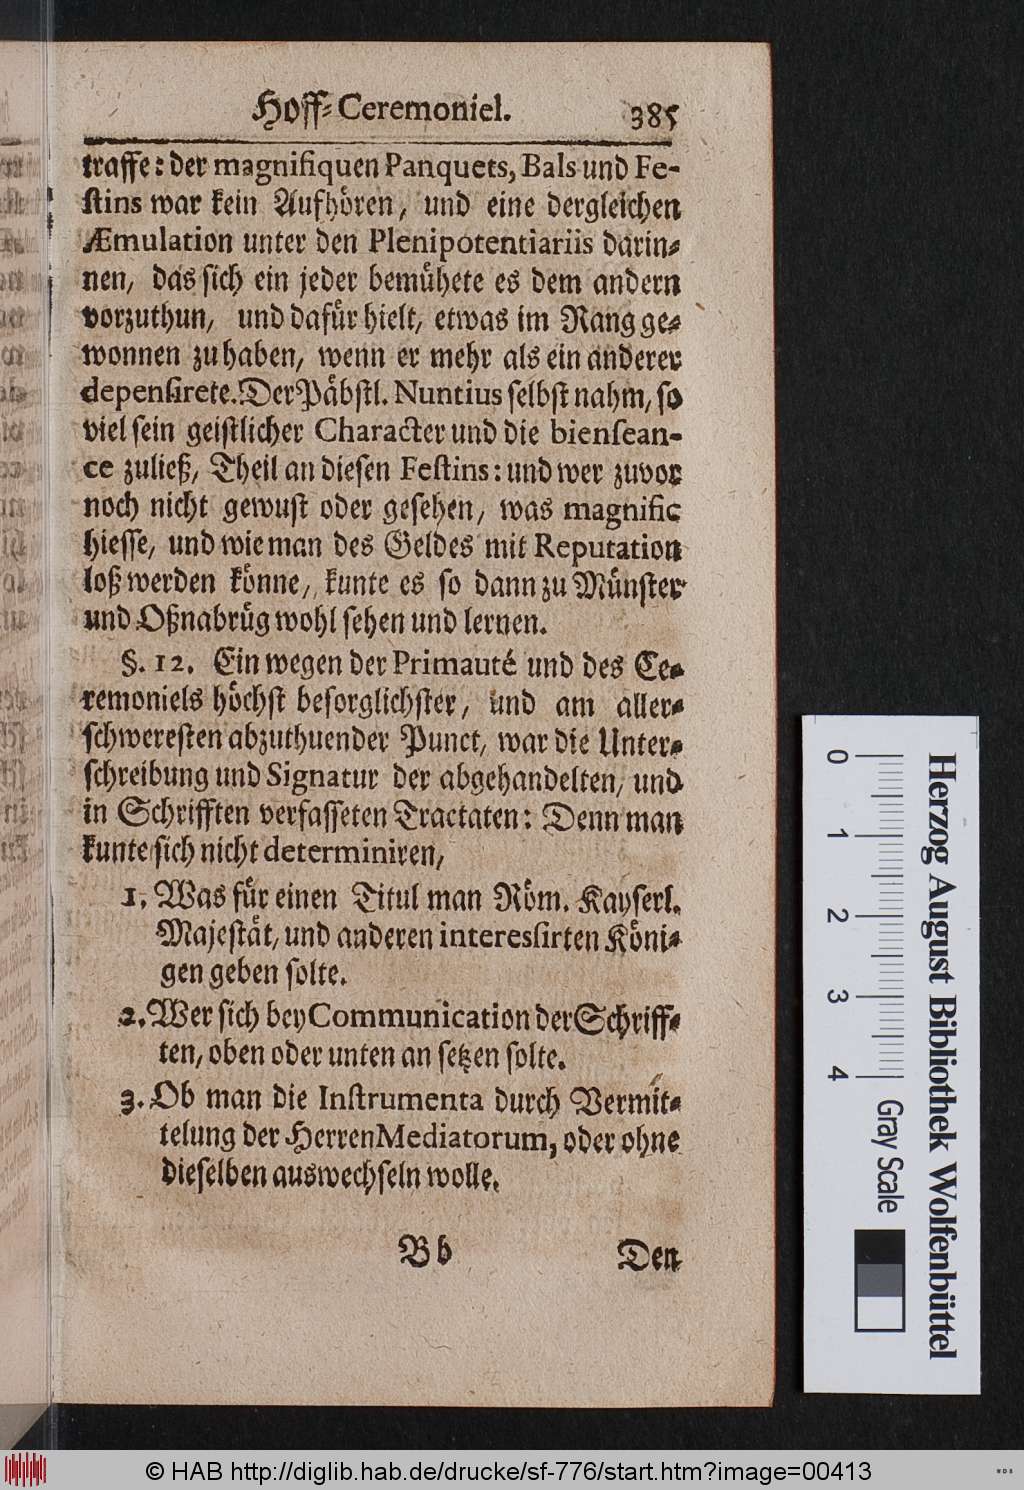 Hoff-Ceremoniel. 385
traffe: der magnifiquen Panquets, Bals und Fe-
ſtins war kein Aufhören, und eine dergleichen
Æmulation unter den Plenipotentiariis darin-
nen, das ſich ein jeder bemühete es dem andern
vorzuthun, und dafür hielt, etwas im Rang ge-
wonnen zu haben, wenn er mehr als ein anderer
depenſirete. Der Päbſtl. Nuntius ſelbſt nahm, ſo
viel ſein geiſtlicher Character und die bienſean-
ce zuließ, Theil an dieſen Feſtins: und wer zuvor
noch nicht gewuſt oder geſehen, was magnific
hieſſe, und wie man des Geldes mit Reputation
loß werden könne, kunte es ſo dann zu Münſter
und Oßnabrüg wohl ſehen und lernen.
§. 12. Ein wegen der Primauté und des Ce-
remoniels höchſt beſorglichſter, und am aller-
ſchwereſten abzuthuender Punct, war die Unter-
ſchreibung und Signatur der abgehandelten, und
in Schrifften verfaſſeten Tractaten: Denn man
kunte ſich nicht determiniren,
1. Was für einen Titul man Röm. Kayſerl.
Majeſtät, und anderen interesſirten Köni-
gen geben ſolte.
2. Wer ſich bey Communication der Schriff-
ten, oben oder unten an ſetzen ſolte.
3. Ob man die Inſtrumenta durch Vermit-
telung der Herren Mediatorum, oder ohne
dieſelben auswechſeln wolle.
Bb Den
0 1 2 3 4 Gray Scale
Herzog August Bibliothek Wolfenbüttel
© HAB http://diglib.hab.de/drucke/sf-776/start.htm?image=00413